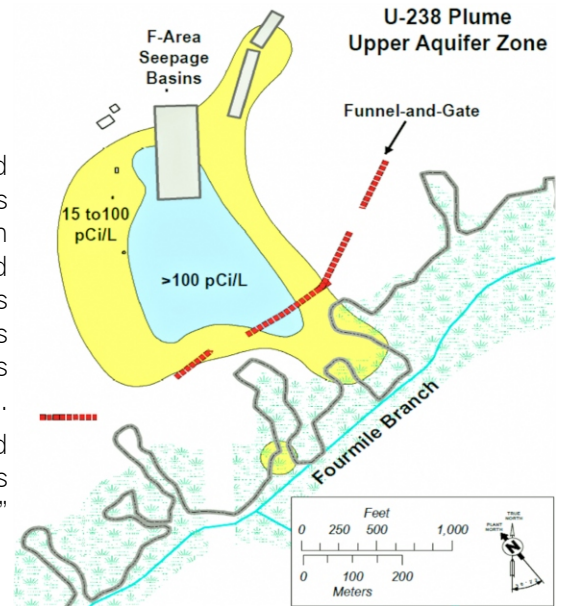 U-238 Plume
Upper Aquifer Zone
F-Area
Seepage
Basins
Funnel-and-Gate
15 to100
pCi/L
>100 pCi/L
Fourmile Branch
Feet
0 250 500 1,000
0 100 200
Meters
PLANT
NORTH
TRUE
NORTH
N
d
s
n
d
s
s
s
.
d
s
”